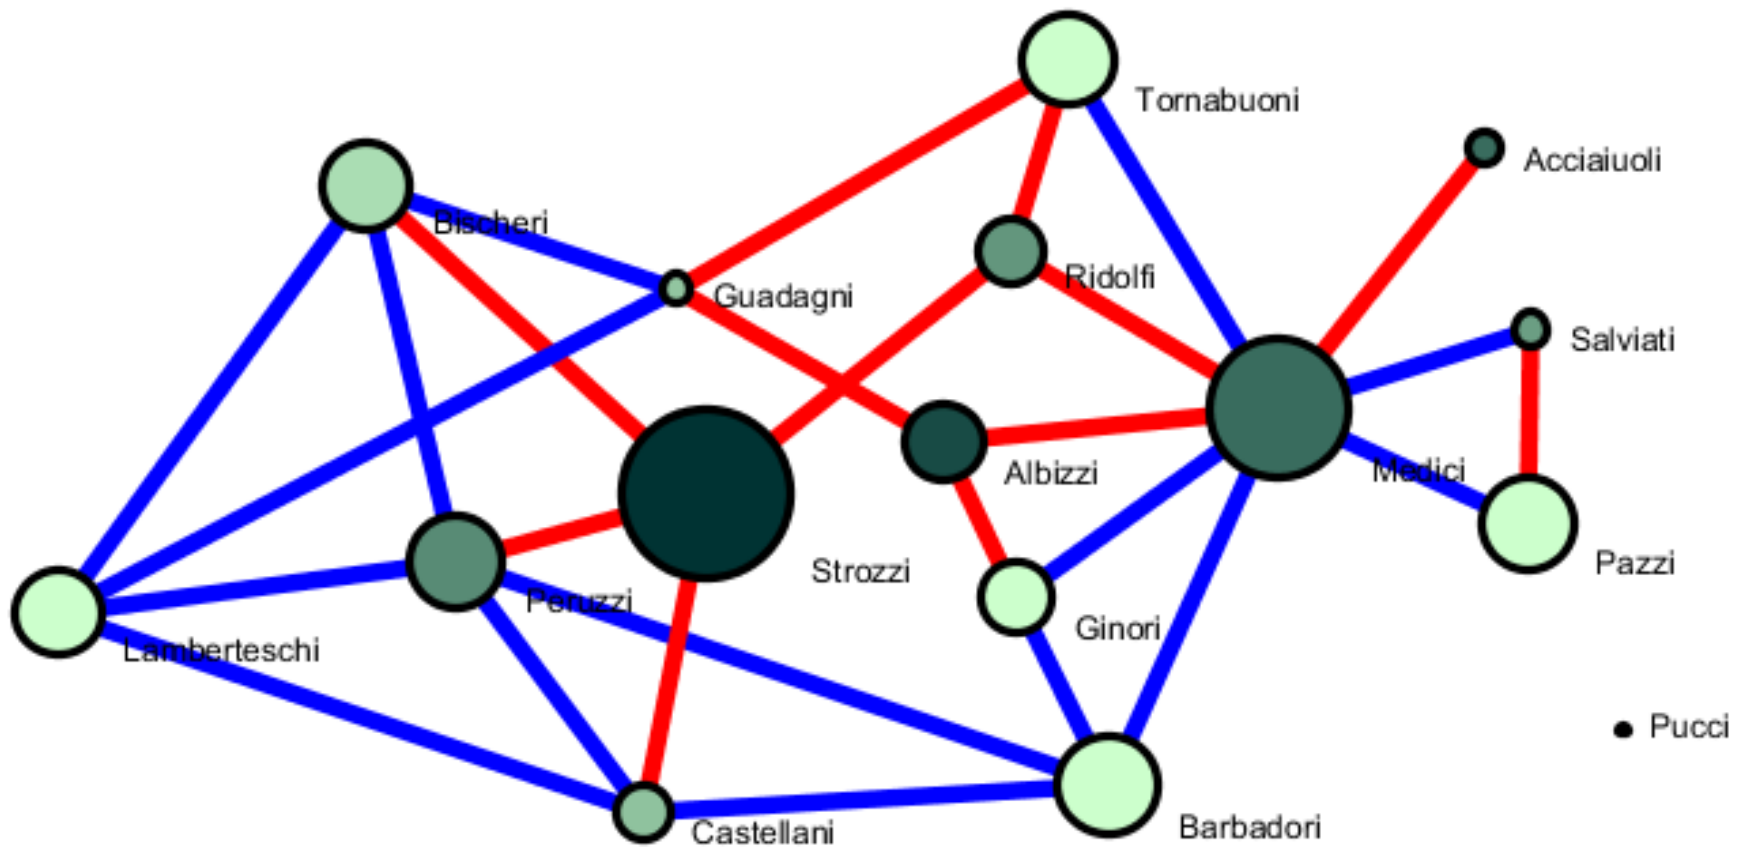 Tornabuoni
Acciaiuoli
Bischeri
Ridolfi
Guadagni
Salviati
Albizzi
Medici
Pazzi
Strozzi
Peruzzi
Ginori
Lamberteschi
Pucci
Barbadori
Castellani